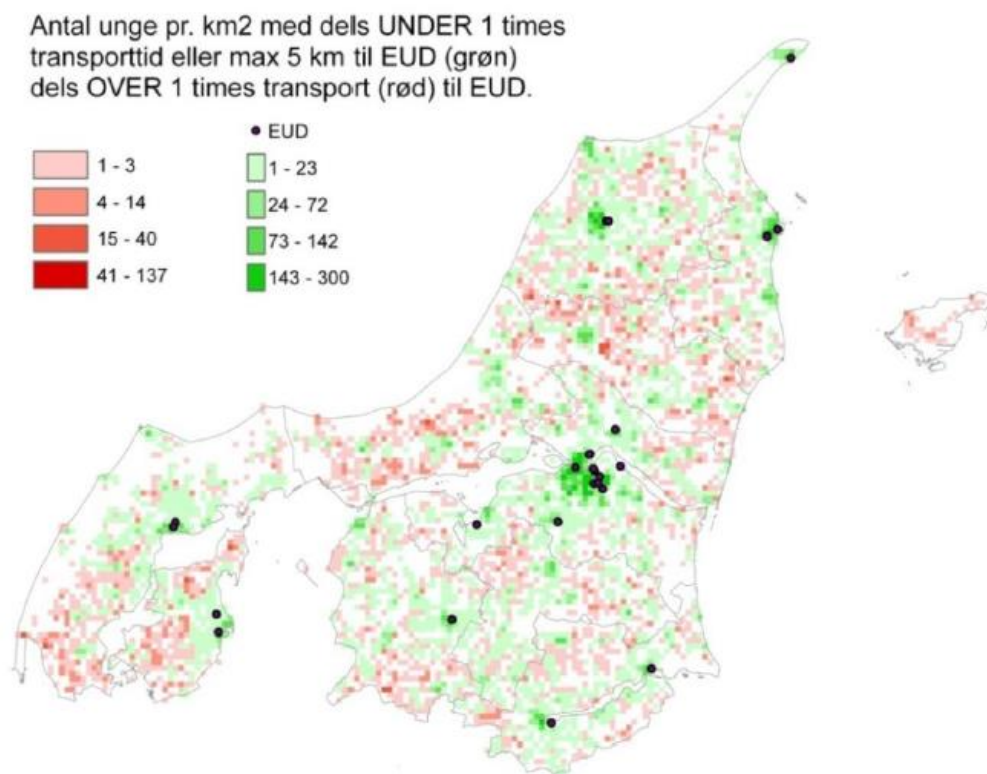 Antal unge pr. km2 med dels UNDER 1 times
transporttid eller max 5 km til EUD (grøn)
dels OVER 1 times transport (rød) til EUD.
EUD
1 - 3
4 - 14
15 - 40
41 - 137
1 - 23
24 - 72
73 - 142
143 - 300